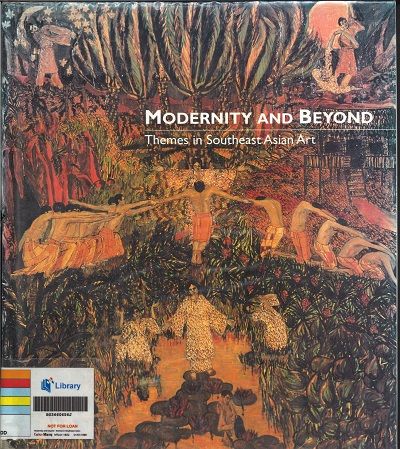 MODERNITY AND BEYOND
Themes in Southeast Asian Art
Library
NOT FOR LOAN